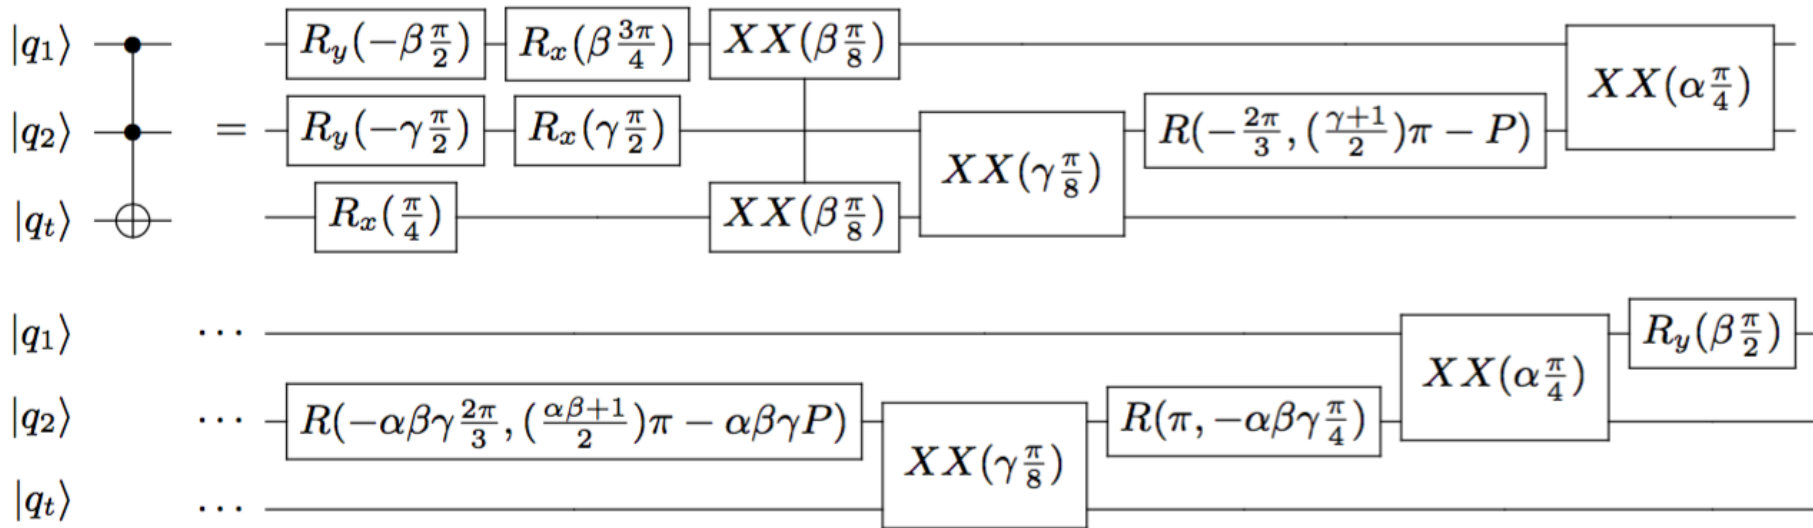 |q₁⟩ R_y(−β π/2) R_x(β 3π/4) XX(β π/8) XX(α π/4)
|q₂⟩ = R_y(−γ π/2) R_x(γ π/2) XX(γ π/8) R(−2π/3, (γ+1/2)π − P)
|q_t⟩ R_x(π/4) XX(β π/8)
|q₁⟩ ··· XX(α π/4) R_y(β π/2)
|q₂⟩ ··· R(−αβγ 2π/3, (αβ+1/2)π − αβγP) XX(γ π/8) R(π, −αβγ π/4)
|q_t⟩ ···